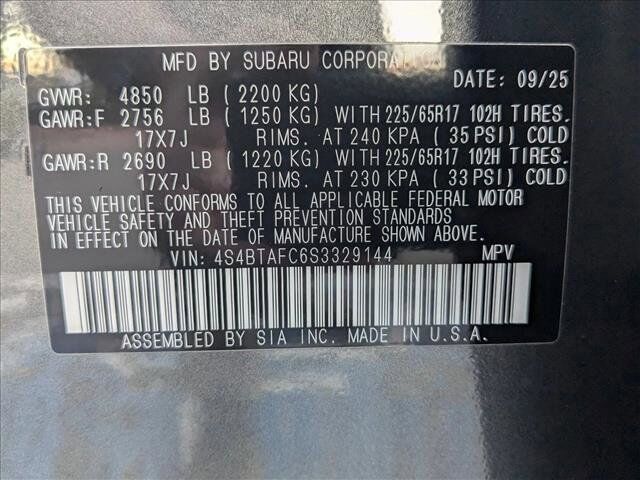 MFD BY SUBARU CORPORATION
DATE: 09/25
GVWR: 4850 LB (2200 KG)
GAWR:F 2756 LB (1250 KG) WITH 225/65R17 102H TIRES.
17X7J RIMS. AT 240 KPA (35 PSI) COLD
GAWR:R 2690 LB (1220 KG) WITH 225/65R17 102H TIRES.
17X7J RIMS. AT 230 KPA (33 PSI) COLD
THIS VEHICLE CONFORMS TO ALL APPLICABLE FEDERAL MOTOR
VEHICLE SAFETY AND THEFT PREVENTION STANDARDS
IN EFFECT ON THE DATE OF MANUFACTURE SHOWN ABOVE.
VIN: 4S4BTAFC6S3329144 MPV
ASSEMBLED BY SIA INC. MADE IN U.S.A.